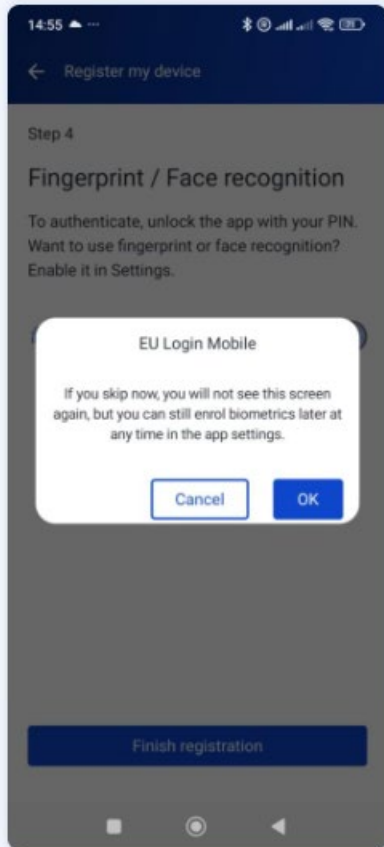 14:55
Register my device
Step 4
Fingerprint / Face recognition
To authenticate, unlock the app with your PIN.
Want to use fingerprint or face recognition?
Enable it in Settings.
EU Login Mobile
If you skip now, you will not see this screen
again, but you can still enrol biometrics later at
any time in the app settings.
Cancel OK
Finish registration